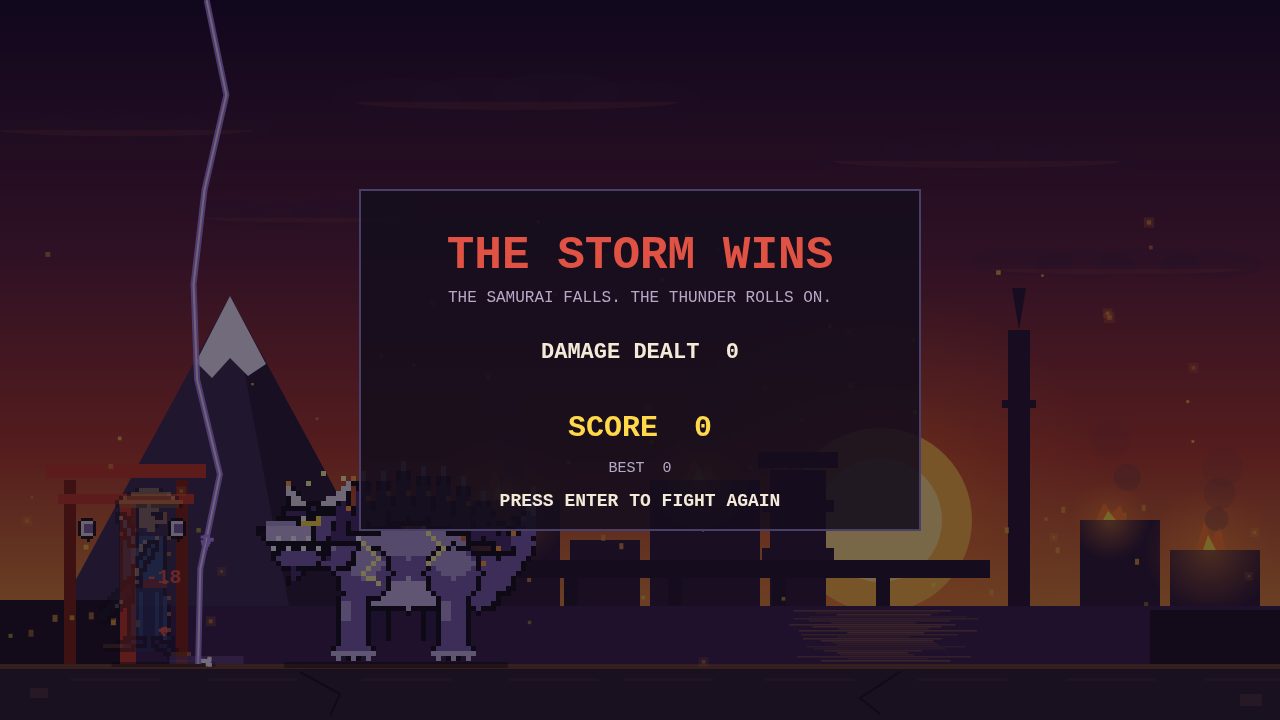 THE STORM WINS
THE SAMURAI FALLS. THE THUNDER ROLLS ON.
DAMAGE DEALT 0
SCORE 0
BEST 0
PRESS ENTER TO FIGHT AGAIN
-18